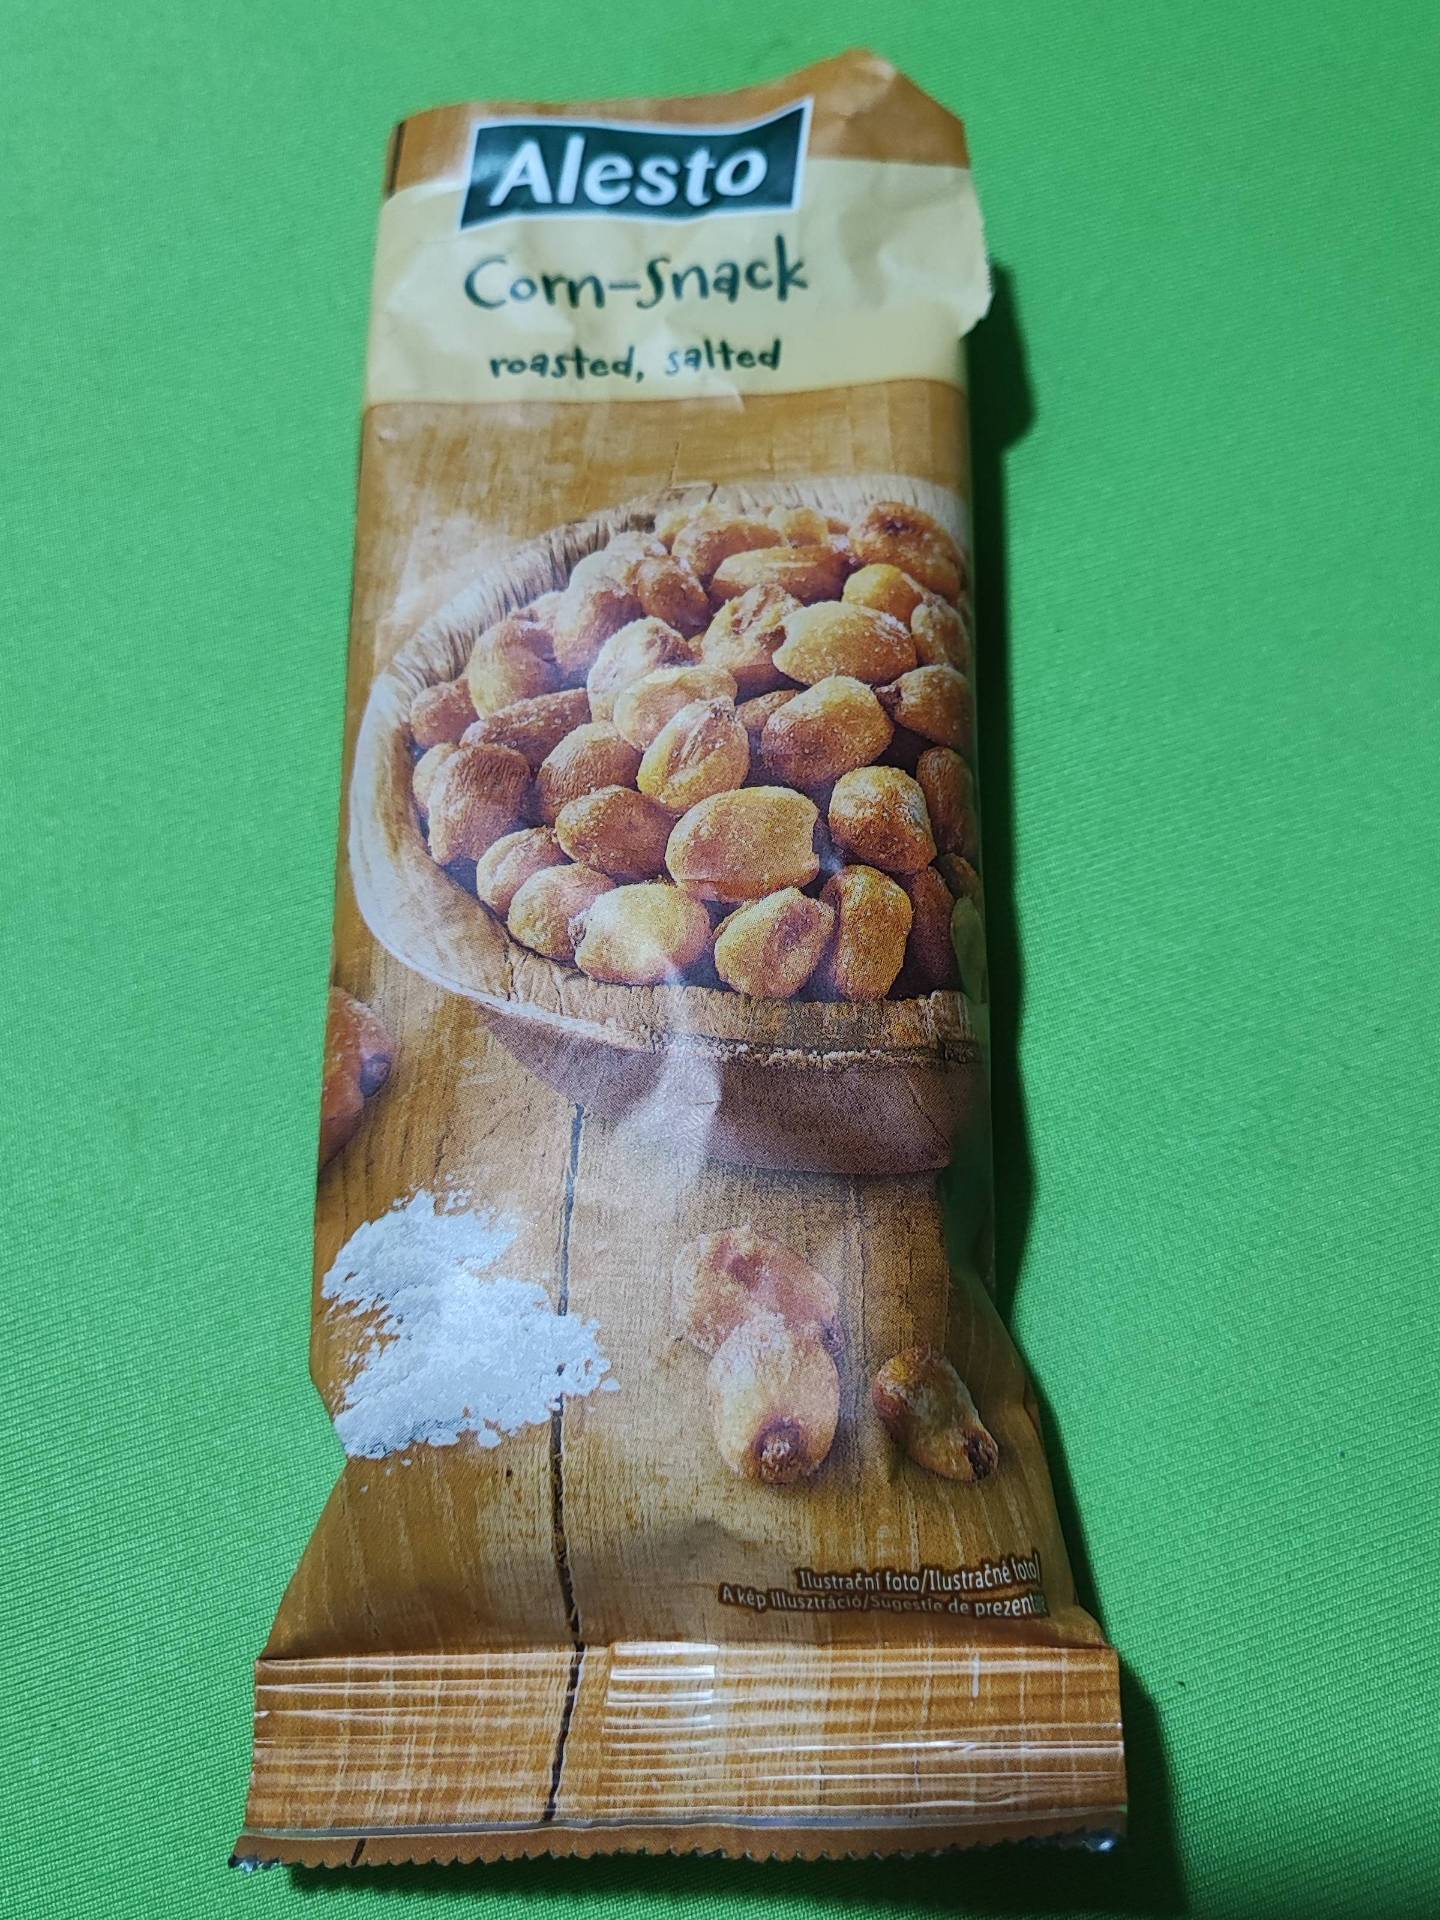 Alesto
Corn-Snack
roasted, salted
Ilustrační foto/Ilustračné foto/
A kép illusztráció/Sugestie de prezentare